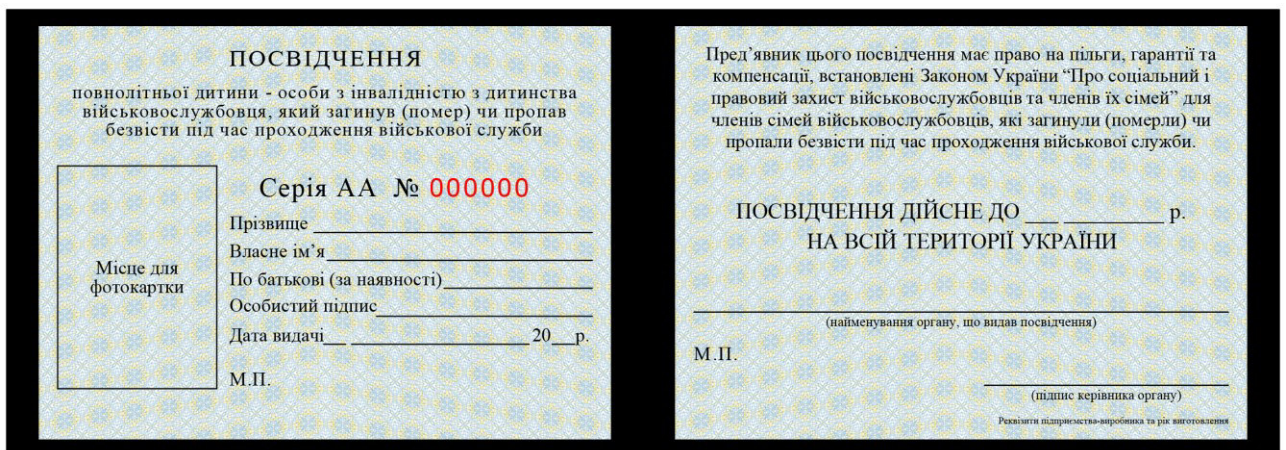 ПОСВІДЧЕННЯ
повнолітньої дитини - особи з інвалідністю з дитинства
військовослужбовця, який загинув (помер) чи пропав
безвісти під час проходження військової служби
Місце для
фотокартки
Серія АА № 000000
Прізвище
Власне ім’я
По батькові (за наявності)
Особистий підпис
Дата видачі__ ____________________20__р.
М.П.
Пред’явник цього посвідчення має право на пільги, гарантії та
компенсації, встановлені Законом України “Про соціальний і
правовий захист військовослужбовців та членів їх сімей” для
членів сімей військовослужбовців, які загинули (померли) чи
пропали безвісти під час проходження військової служби.
ПОСВІДЧЕННЯ ДІЙСНЕ ДО ___ _________ р.
НА ВСІЙ ТЕРИТОРІЇ УКРАЇНИ
(найменування органу, що видав посвідчення)
М.П.
(підпис керівника органу)
Реквізити підприємства-виробника та рік виготовлення